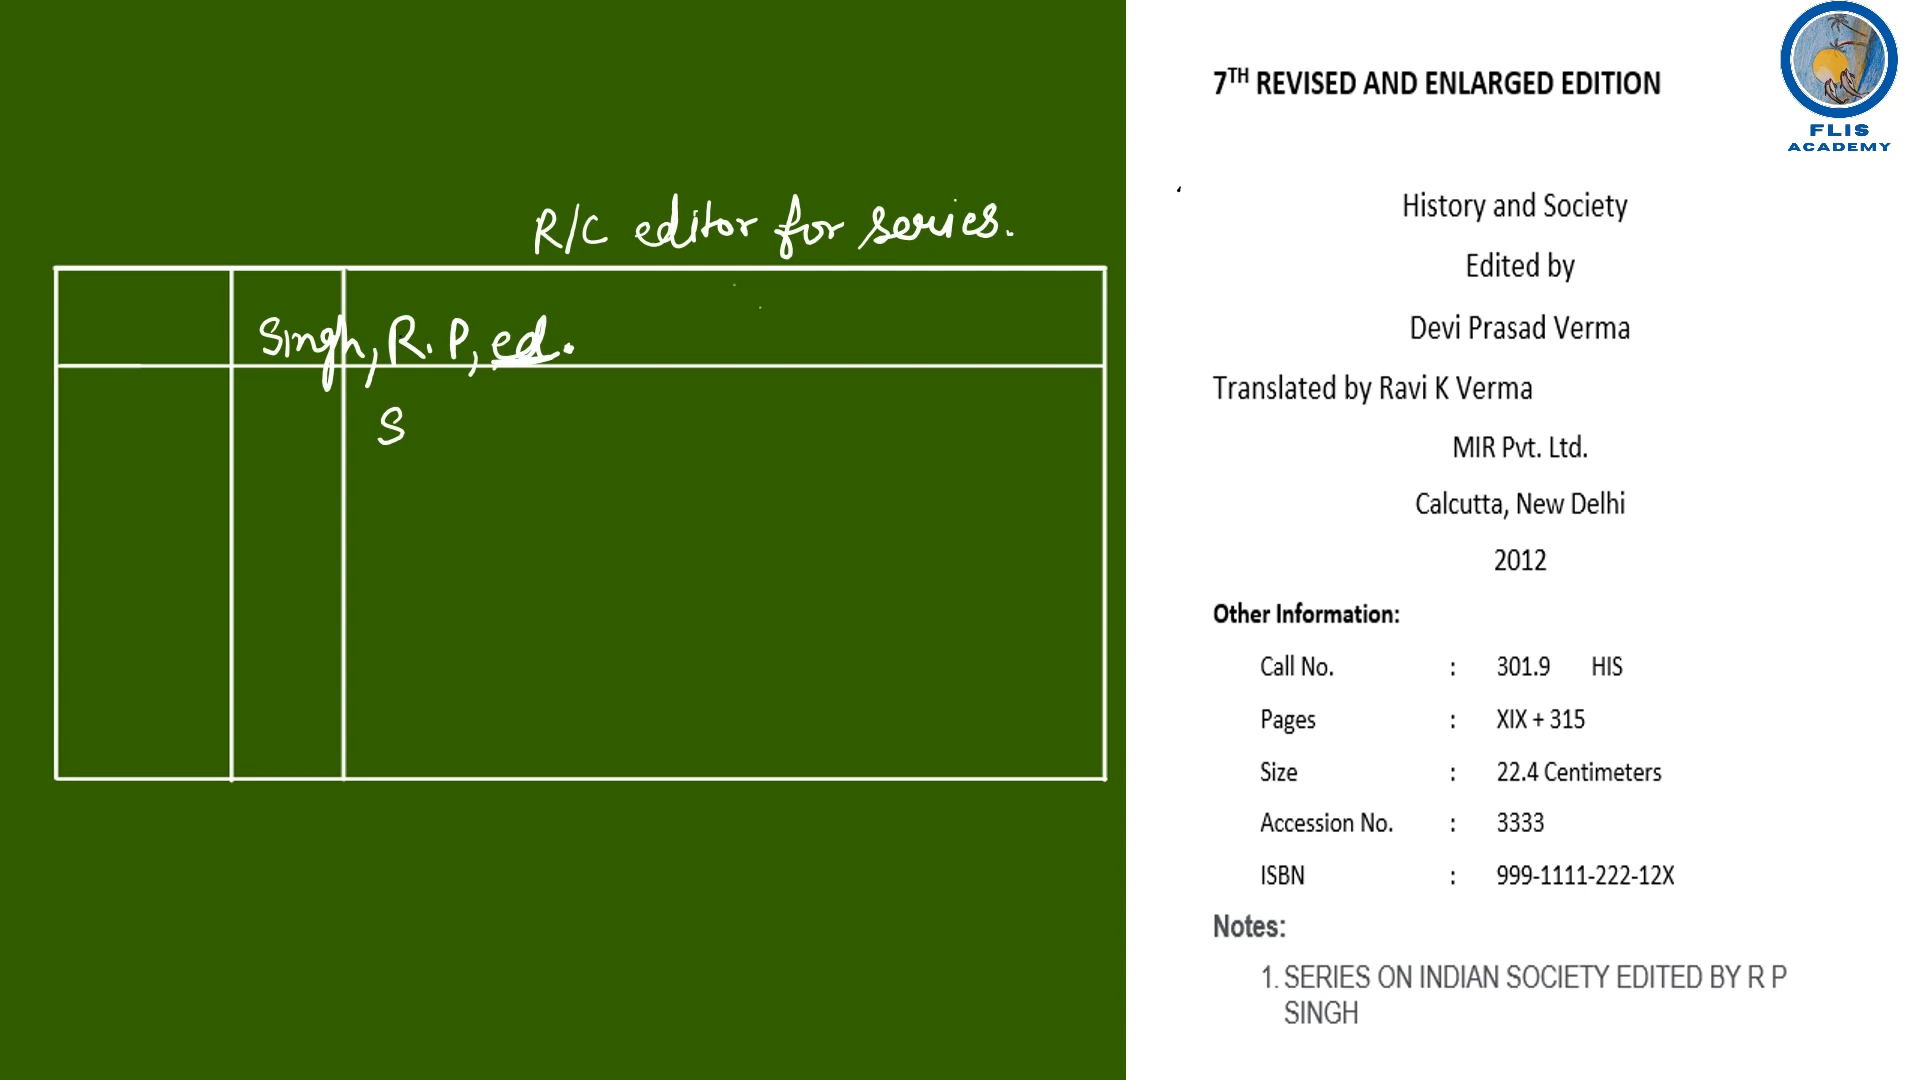 R/C editor for series.
Singh, R. P, ed.
S
7TH REVISED AND ENLARGED EDITION
FLIS
ACADEMY
History and Society
Edited by
Devi Prasad Verma
Translated by Ravi K Verma
MIR Pvt. Ltd.
Calcutta, New Delhi
2012
Other Information:
Call No. : 301.9 HIS
Pages : XIX + 315
Size : 22.4 Centimeters
Accession No. : 3333
ISBN : 999-1111-222-12X
Notes:
1. SERIES ON INDIAN SOCIETY EDITED BY R P
SINGH